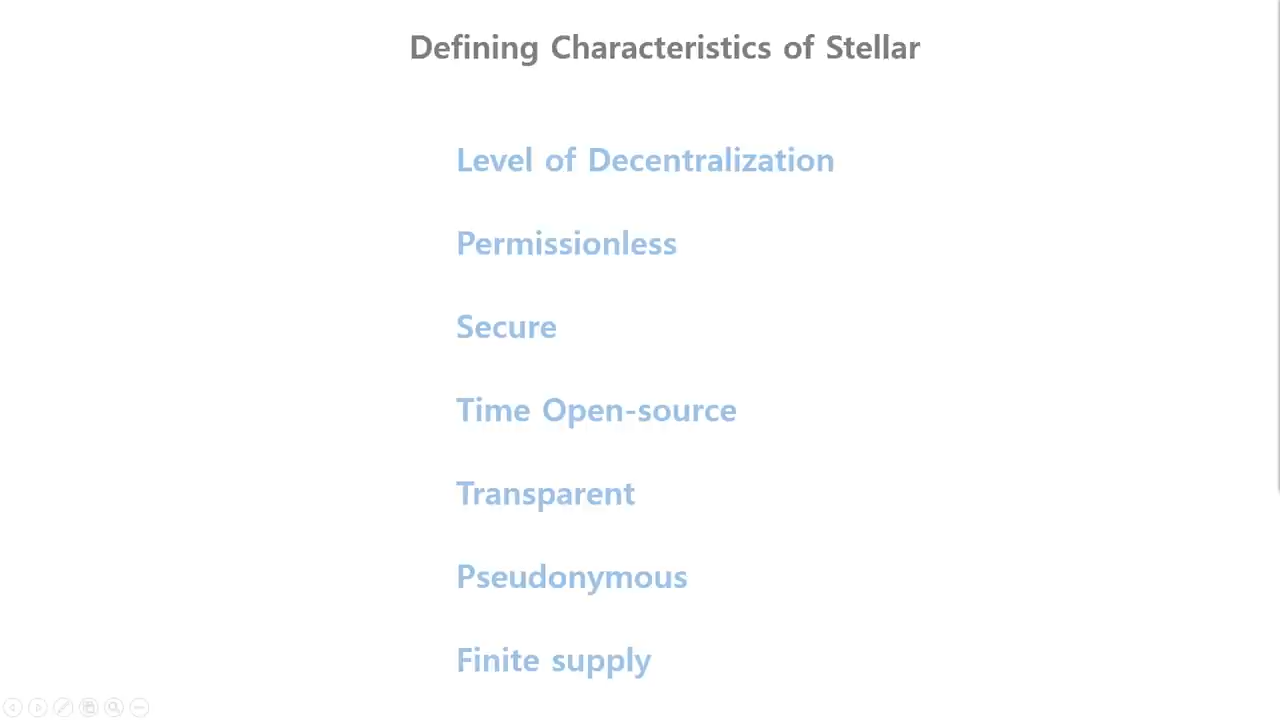 Defining Characteristics of Stellar
Level of Decentralization
Permissionless
Secure
Time Open-source
Transparent
Pseudonymous
Finite supply